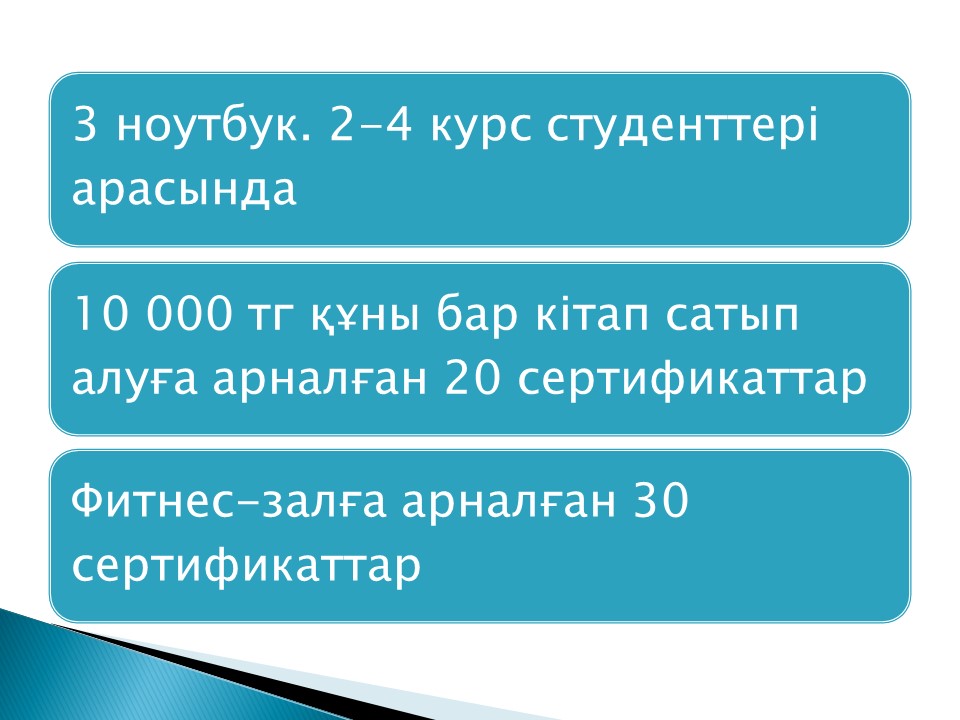 3 ноутбук. 2-4 курс студенттері
арасында
10 000 тг құны бар кітап сатып
алуға арналған 20 сертификаттар
Фитнес-залға арналған 30
сертификаттар